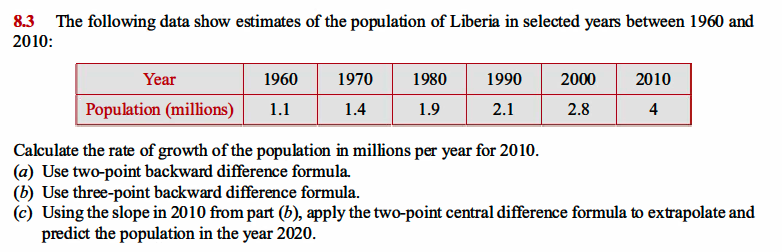 8.3 The following data show estimates of the population of Liberia in selected years between 1960 and
2010:
Year 1960 1970 1980 1990 2000 2010
Population (millions) 1.1 1.4 1.9 2.1 2.8 4
Calculate the rate of growth of the population in millions per year for 2010.
(a) Use two-point backward difference formula.
(b) Use three-point backward difference formula.
(c) Using the slope in 2010 from part (b), apply the two-point central difference formula to extrapolate and
predict the population in the year 2020.